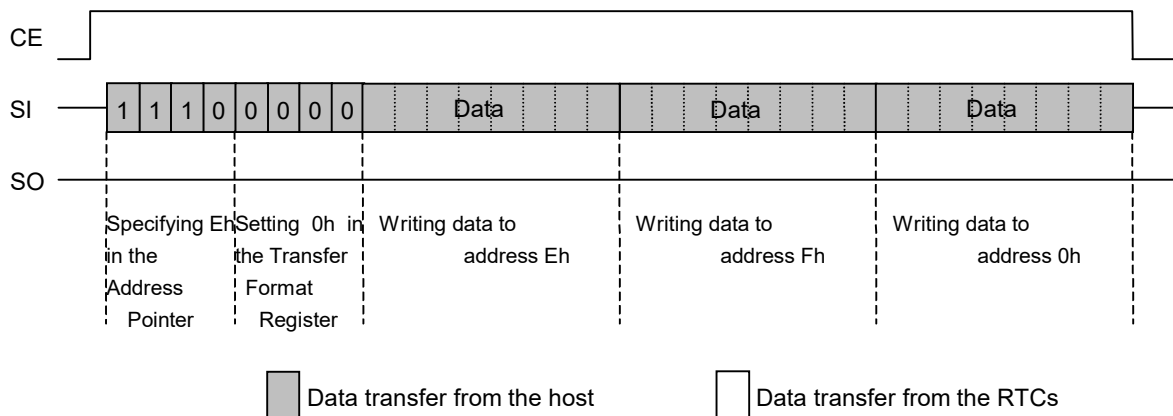 CE
SI 1 1 1 0 0 0 0 0 Data Data Data
SO
Specifying Eh
in the
Address
Pointer
Setting 0h in
the Transfer
Format
Register
Writing data to
address Eh
Writing data to
address Fh
Writing data to
address 0h
Data transfer from the host
Data transfer from the RTCs